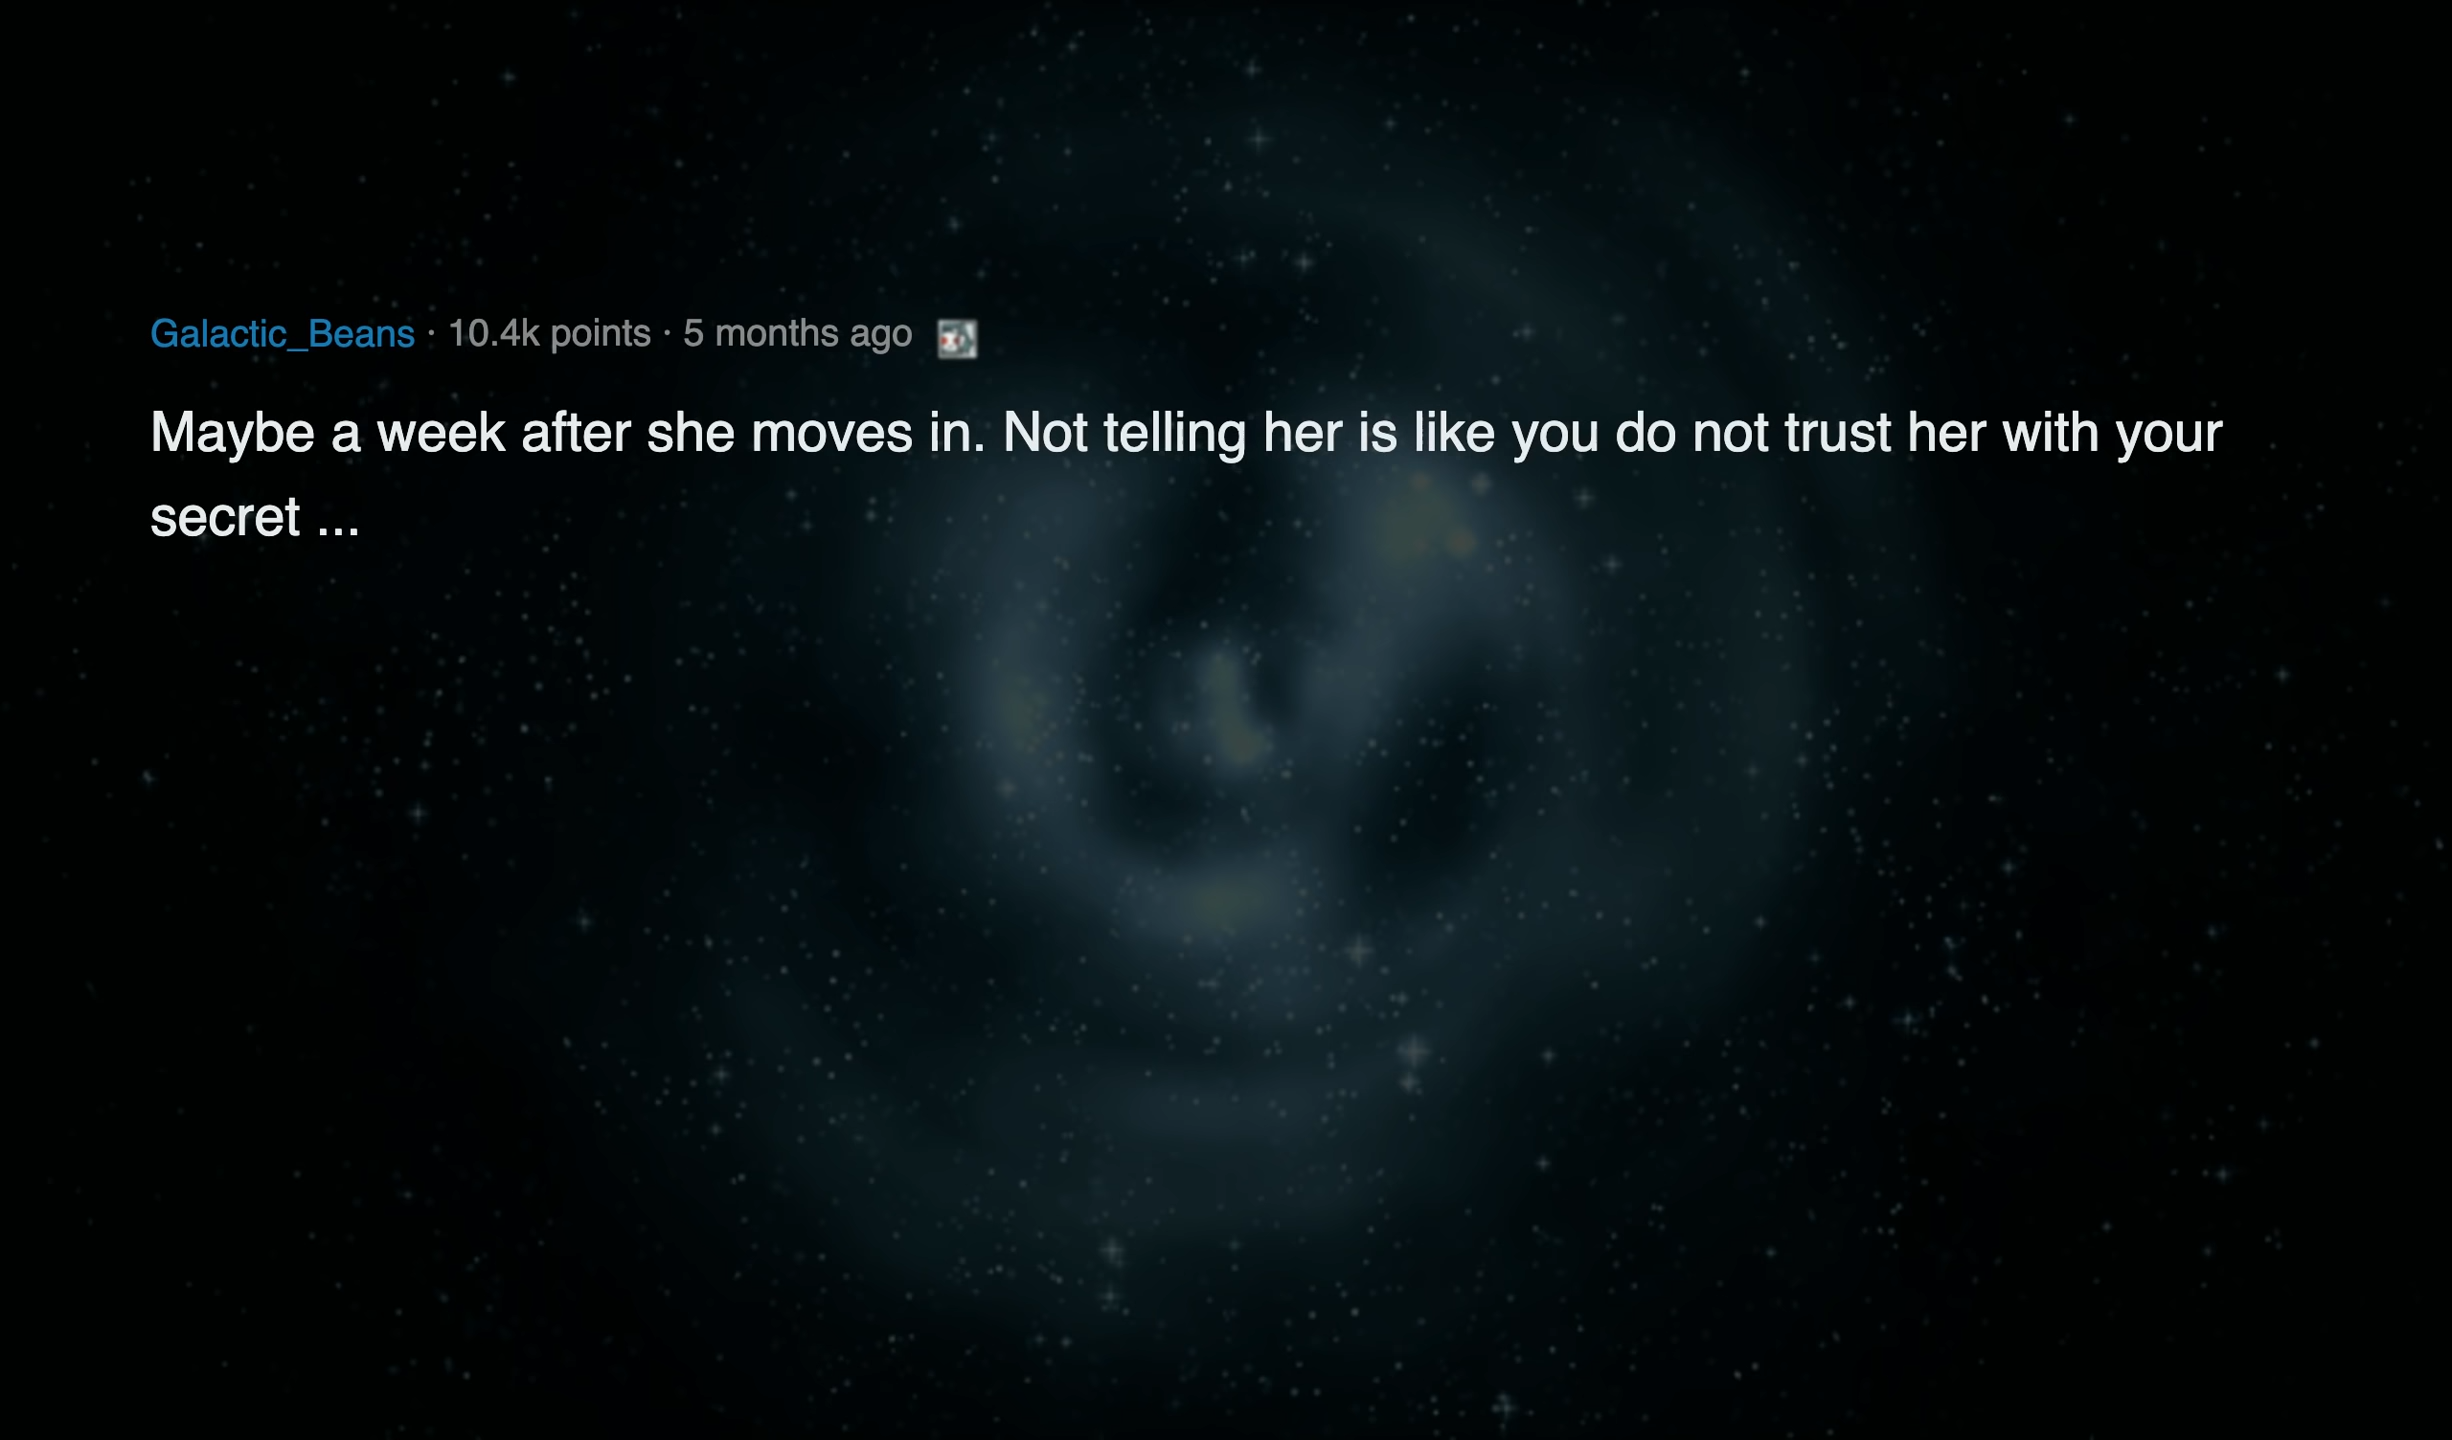 Galactic_Beans · 10.4k points · 5 months ago
Maybe a week after she moves in. Not telling her is like you do not trust her with your
secret ...